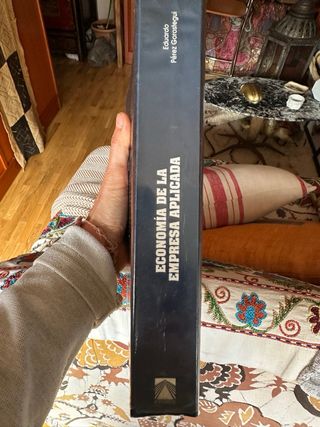 Eduardo
Pérez Gorostegui
ECONOMÍA DE LA
EMPRESA APLICADA